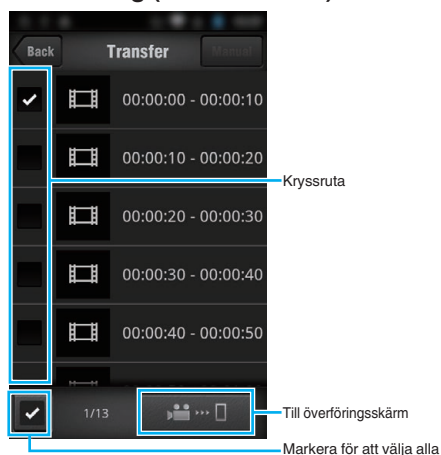 Back Transfer Manual
00:00:00 - 00:00:10
00:00:10 - 00:00:20
Kryssruta
00:00:20 - 00:00:30
00:00:30 - 00:00:40
00:00:40 - 00:00:50
1/13
Till överföringsskärm
Markera för att välja alla